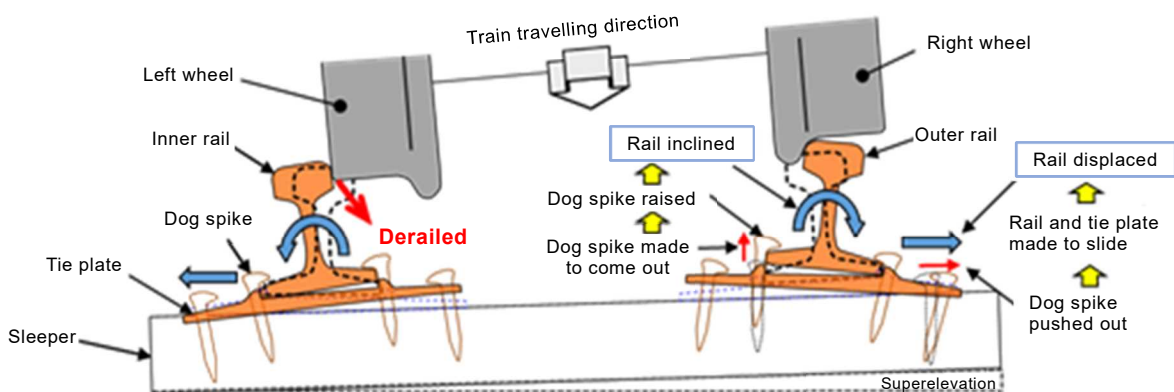 Train travelling direction
Left wheel
Right wheel
Inner rail
Rail inclined
Outer rail
Rail displaced
Dog spike raised
Dog spike
Derailed
Dog spike made
to come out
Rail and tie plate
made to slide
Tie plate
Dog spike
pushed out
Sleeper
Superelevation